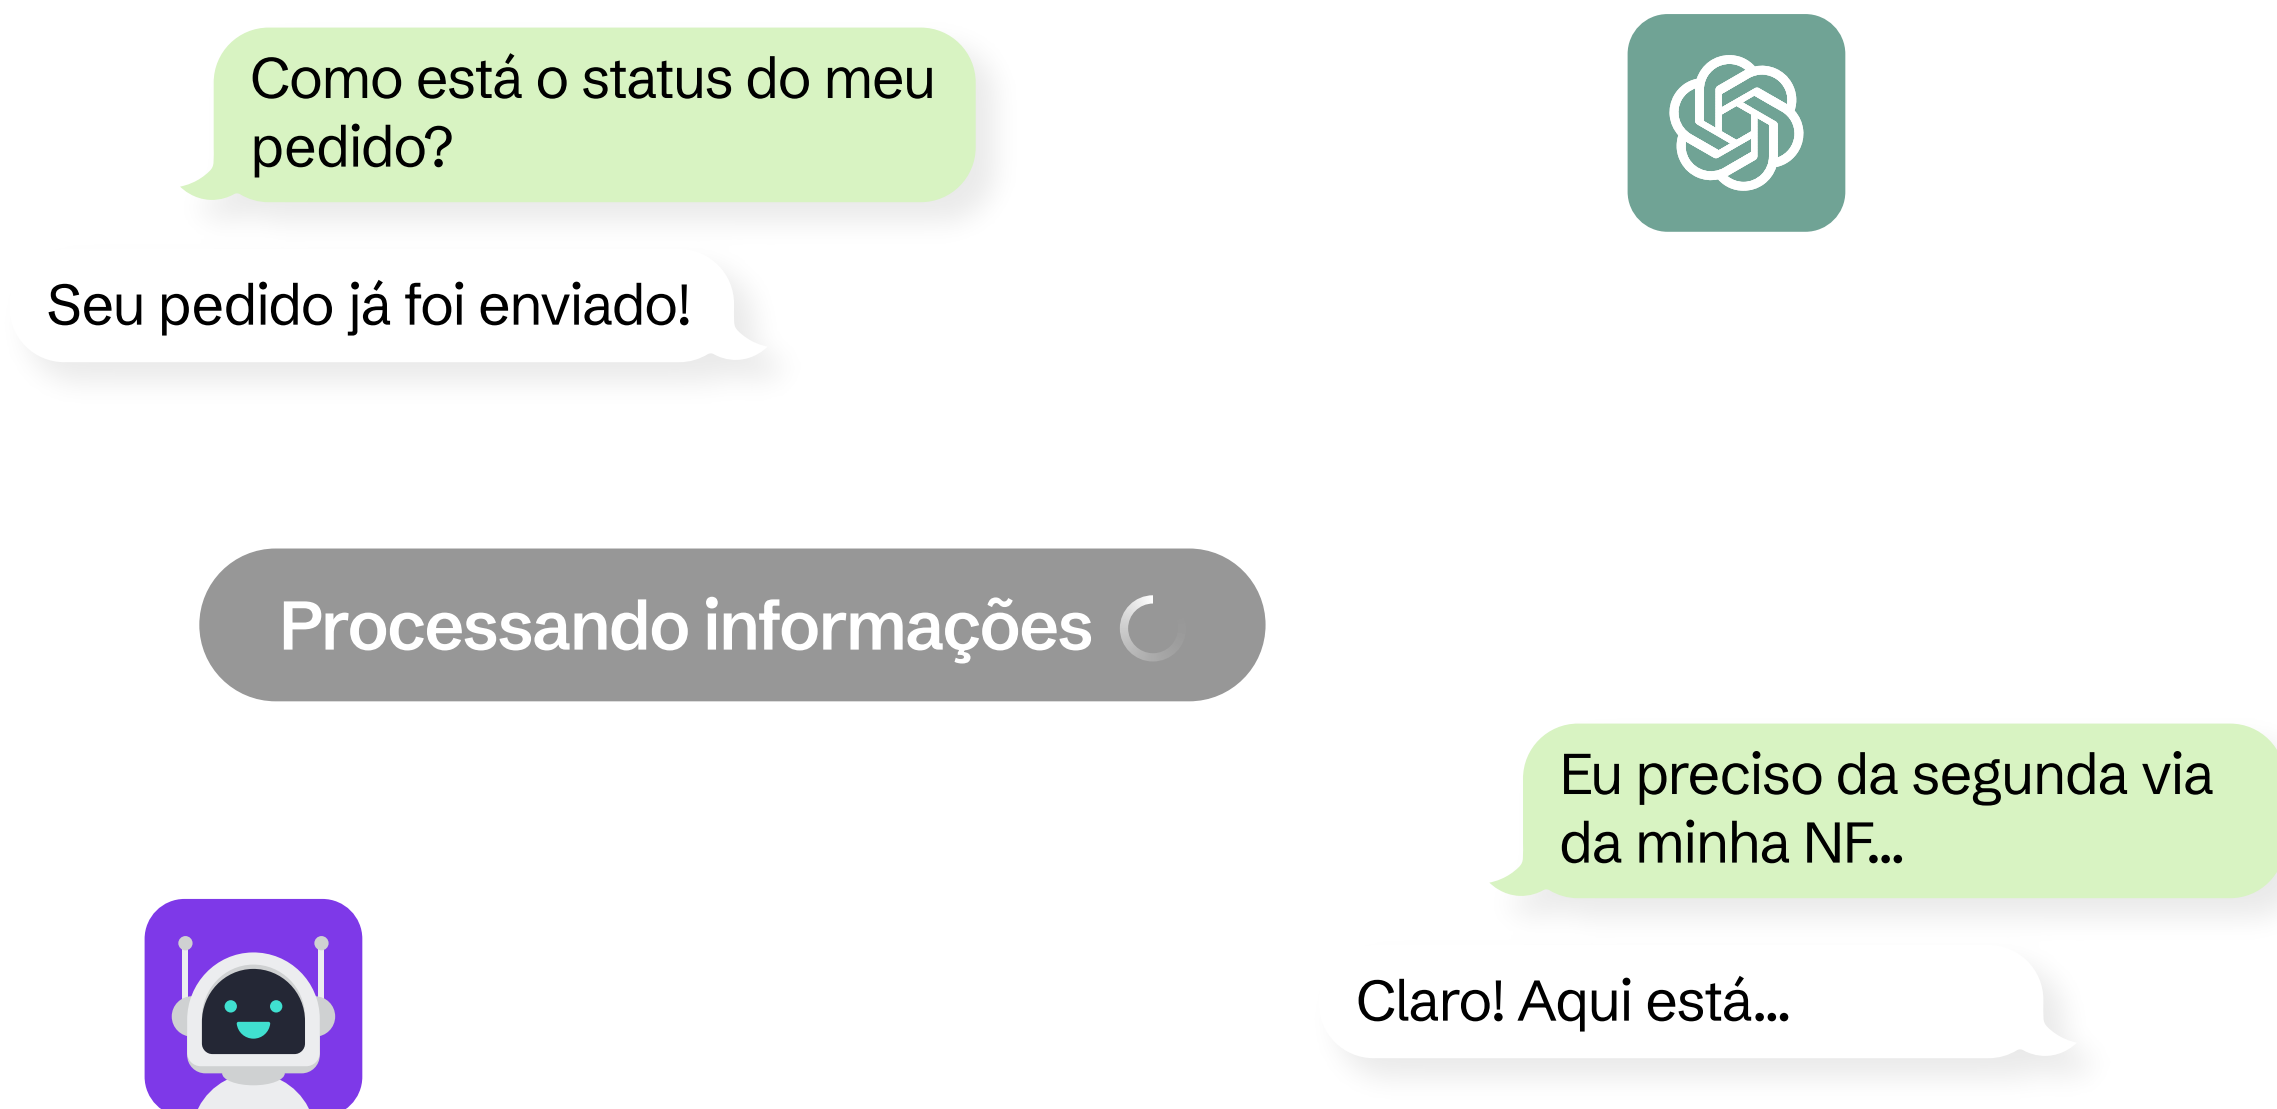 Como está o status do meu
pedido?
Seu pedido já foi enviado!
Processando informações
Eu preciso da segunda via
da minha NF...
Claro! Aqui está...